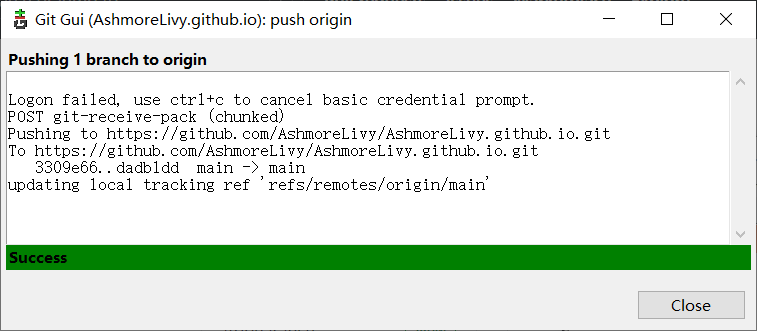 Git Gui (AshmoreLivy.github.io): push origin
Pushing 1 branch to origin
Logon failed, use ctrl+c to cancel basic credential prompt.
POST git-receive-pack (chunked)
Pushing to https://github.com/AshmoreLivy/AshmoreLivy.github.io.git
To https://github.com/AshmoreLivy/AshmoreLivy.github.io.git
   3309e66..dadb1dd  main -> main
updating local tracking ref 'refs/remotes/origin/main'
Success
Close